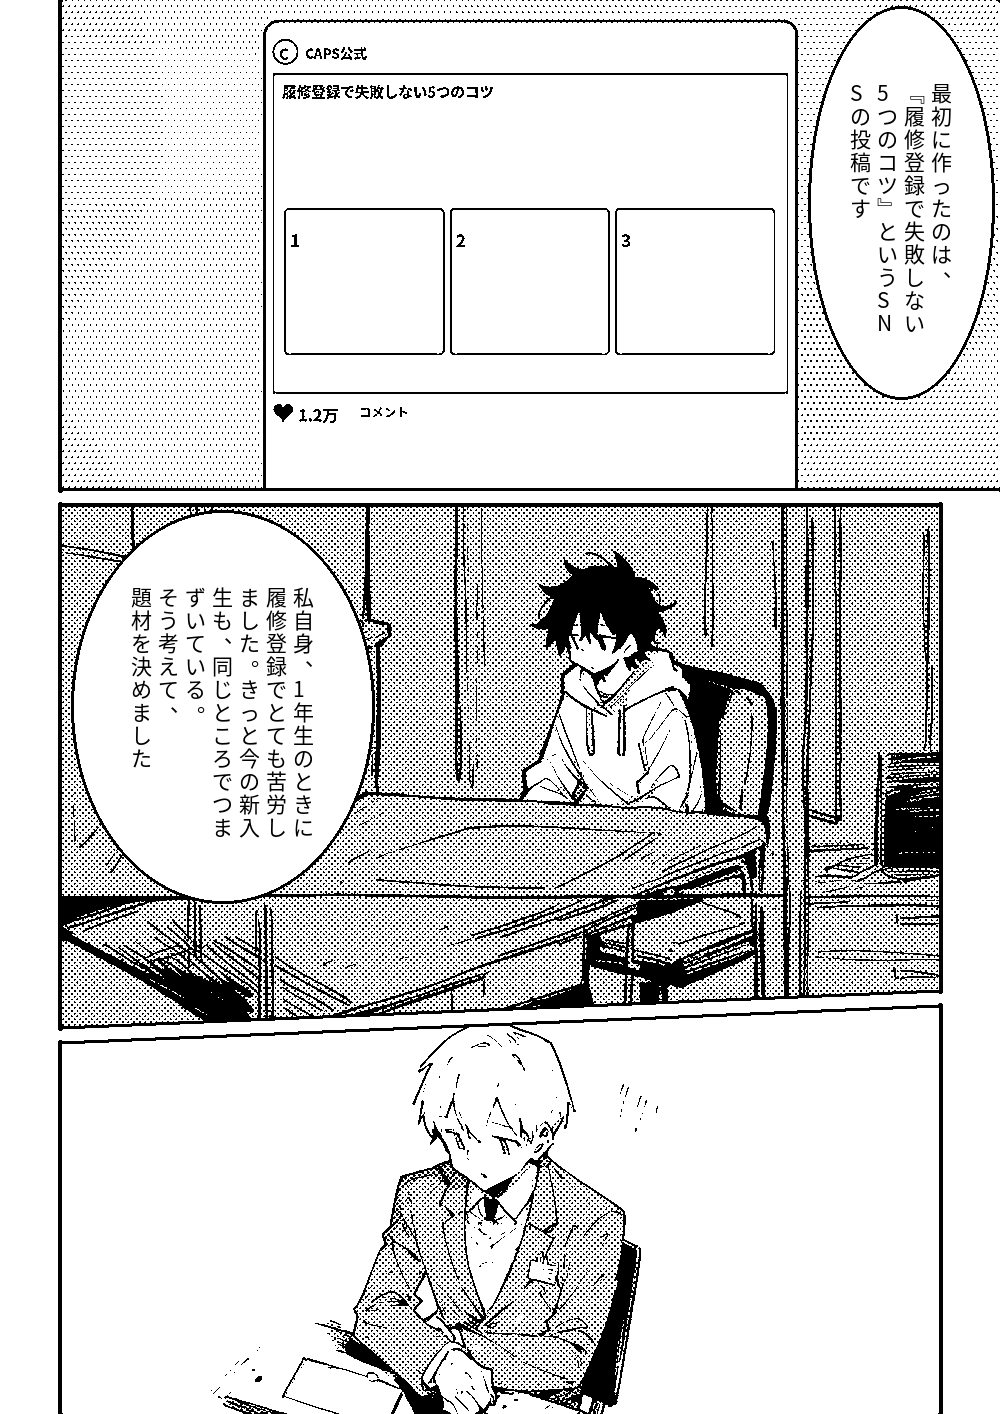 最初に作ったのは、
『履修登録で失敗しない
5つのコツ』というSN
Sの投稿です
CAPS公式
履修登録で失敗しない5つのコツ
1
2
3
1.2万
コメント
私自身、1年生のときに
履修登録でとても苦労し
ました。きっと今の新入
生も、同じところでつま
ずいている。
そう考えて、
題材を決めました